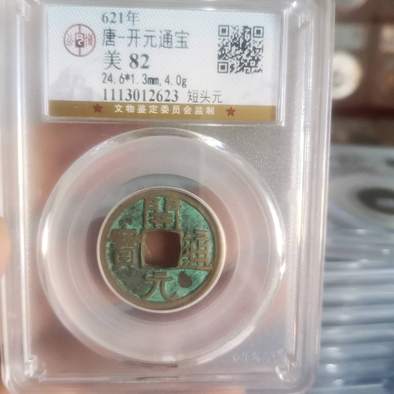 621年
唐-开元通宝
美 82
24.6*1.3mm,4.0g
1113012623 短头元
★ 文物鉴定委员会监制 ★
開
寶 通
元